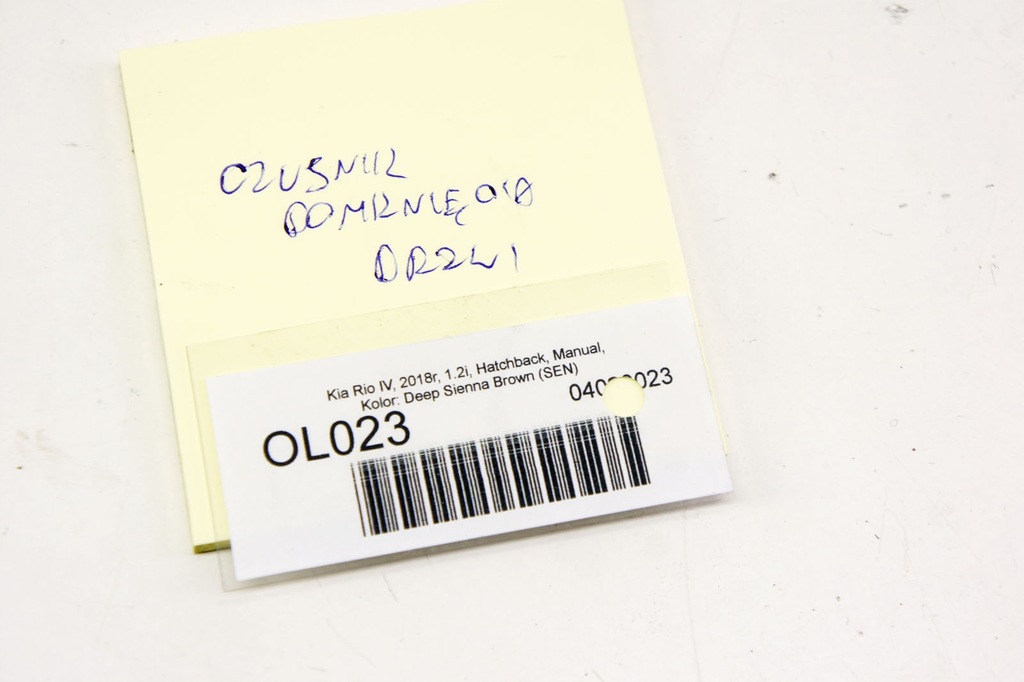 CZUJNIK
DOMKNIĘCIA
DRZWI
Kia Rio IV, 2018r, 1.2i, Hatchback, Manual,
Kolor: Deep Sienna Brown (SEN)
OL023